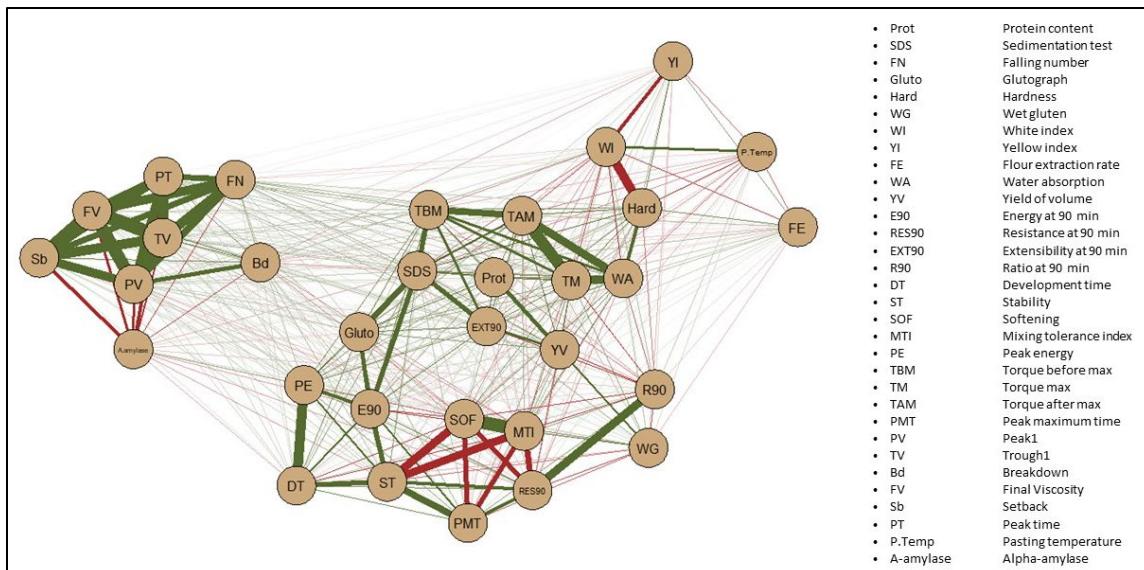 YI
WI
P.Temp
PT
FN
FV
TBM
TAM
Hard
FE
TV
Sb
Bd
SDS
Prot
TM
WA
PV
A.amylase
Gluto
EXT90
YV
PE
R90
E90
SOF
MTI
WG
DT
ST
RES90
PMT
• Prot Protein content
• SDS Sedimentation test
• FN Falling number
• Gluto Glutograph
• Hard Hardness
• WG Wet gluten
• WI White index
• YI Yellow index
• FE Flour extraction rate
• WA Water absorption
• YV Yield of volume
• E90 Energy at 90 min
• RES90 Resistance at 90 min
• EXT90 Extensibility at 90 min
• R90 Ratio at 90 min
• DT Development time
• ST Stability
• SOF Softening
• MTI Mixing tolerance index
• PE Peak energy
• TBM Torque before max
• TM Torque max
• TAM Torque after max
• PMT Peak maximum time
• PV Peak1
• TV Trough1
• Bd Breakdown
• FV Final Viscosity
• Sb Setback
• PT Peak time
• P.Temp Pasting temperature
• A-amylase Alpha-amylase